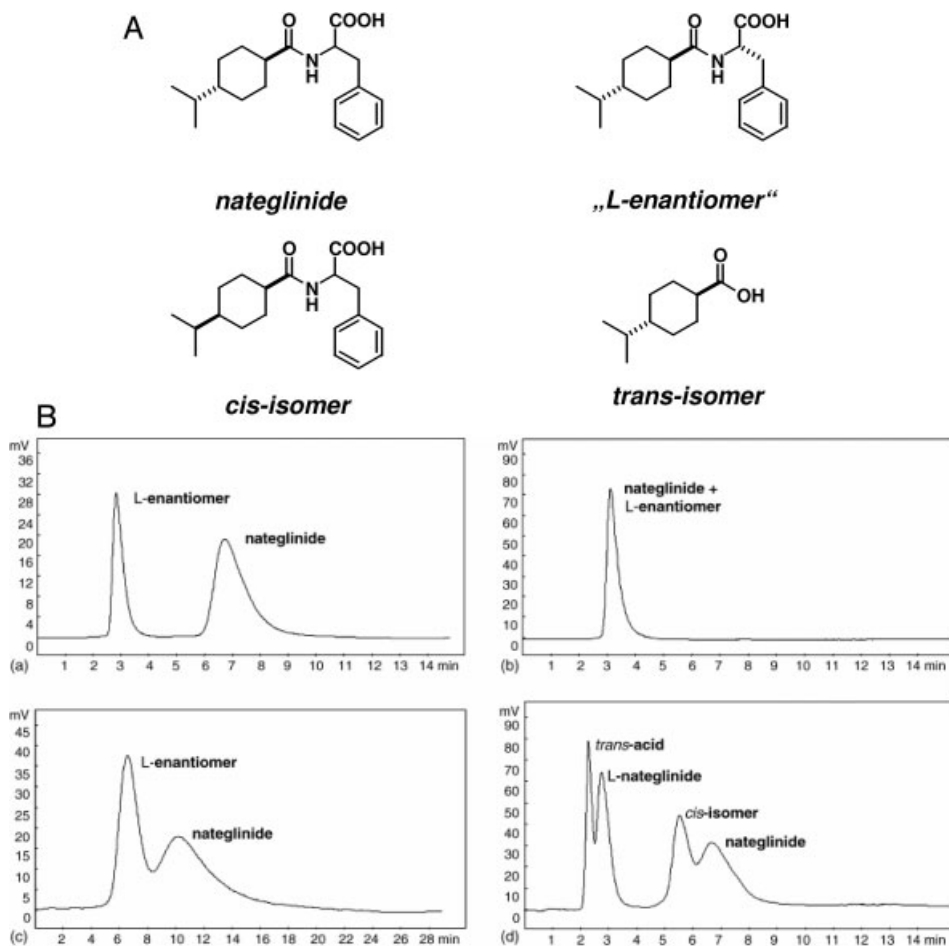 A
O
COOH
N
H
nateglinide
O
COOH
N
H
„L-enantiomer“
O
COOH
N
H
cis-isomer
O
OH
trans-isomer
B
mV
36
32
28
24
20
16
12
8
4
0
L-enantiomer
nateglinide
(a) 1 2 3 4 5 6 7 8 9 10 11 12 13 14 min
mV
90
80
70
60
50
40
30
20
10
0
nateglinide +
L-enantiomer
(b) 1 2 3 4 5 6 7 8 9 10 11 12 13 14 min
mV
45
40
35
30
25
20
15
10
5
0
L-enantiomer
nateglinide
(c) 2 4 6 8 10 12 14 16 18 20 22 24 26 28 min
mV
90
80
70
60
50
40
30
20
10
0
trans-acid
L-nateglinide
cis-isomer
nateglinide
(d) 1 2 3 4 5 6 7 8 9 10 11 12 13 14 min